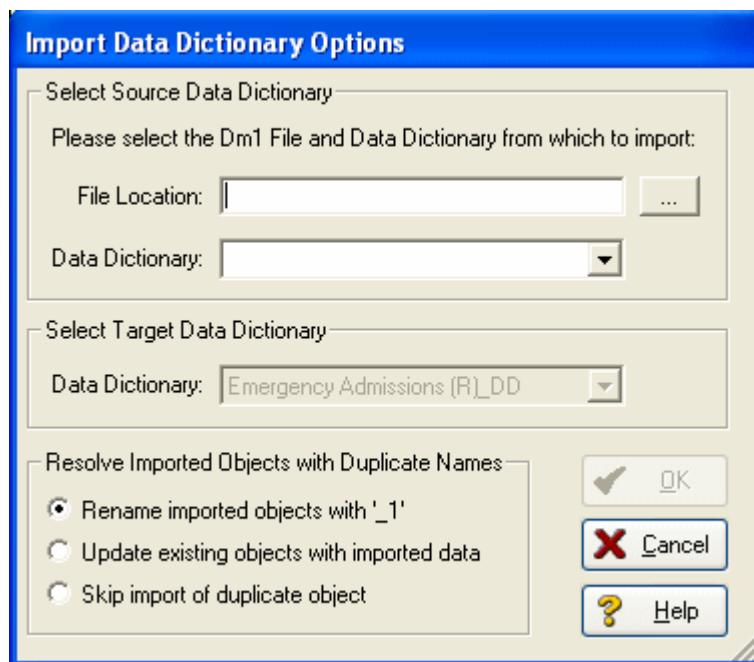 Import Data Dictionary Options
Select Source Data Dictionary
Please select the Dm1 File and Data Dictionary from which to import:
File Location:
...
Data Dictionary:
Select Target Data Dictionary
Data Dictionary: Emergency Admissions (R)_DD
Resolve Imported Objects with Duplicate Names
Rename imported objects with '_1'
Update existing objects with imported data
Skip import of duplicate object
OK
Cancel
Help